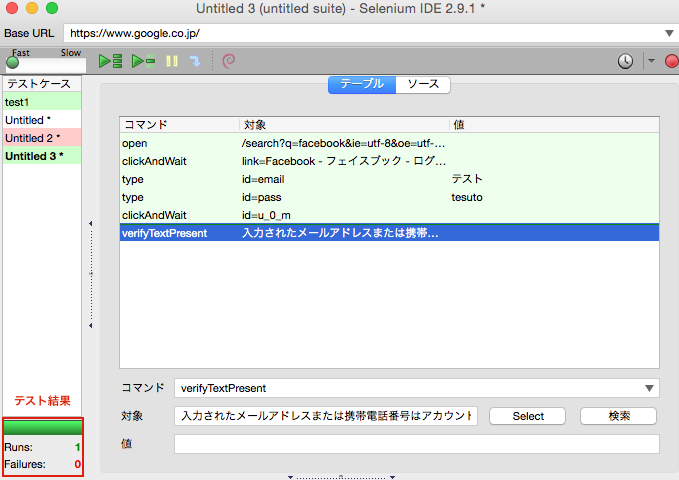 Untitled 3 (untitled suite) - Selenium IDE 2.9.1 *
Base URL https://www.google.co.jp/
Fast Slow
テストケース
test1
Untitled *
Untitled 2 *
Untitled 3 *
テーブル ソース
コマンド 対象 値
open /search?q=facebook&ie=utf-8&oe=utf-...
clickAndWait link=Facebook - フェイスブック - ログ...
type id=email テスト
type id=pass tesuto
clickAndWait id=u_0_m
verifyTextPresent 入力されたメールアドレスまたは携帯...
コマンド verifyTextPresent
対象 入力されたメールアドレスまたは携帯電話番号はアカウント Select 検索
値
テスト結果
Runs: 1
Failures: 0